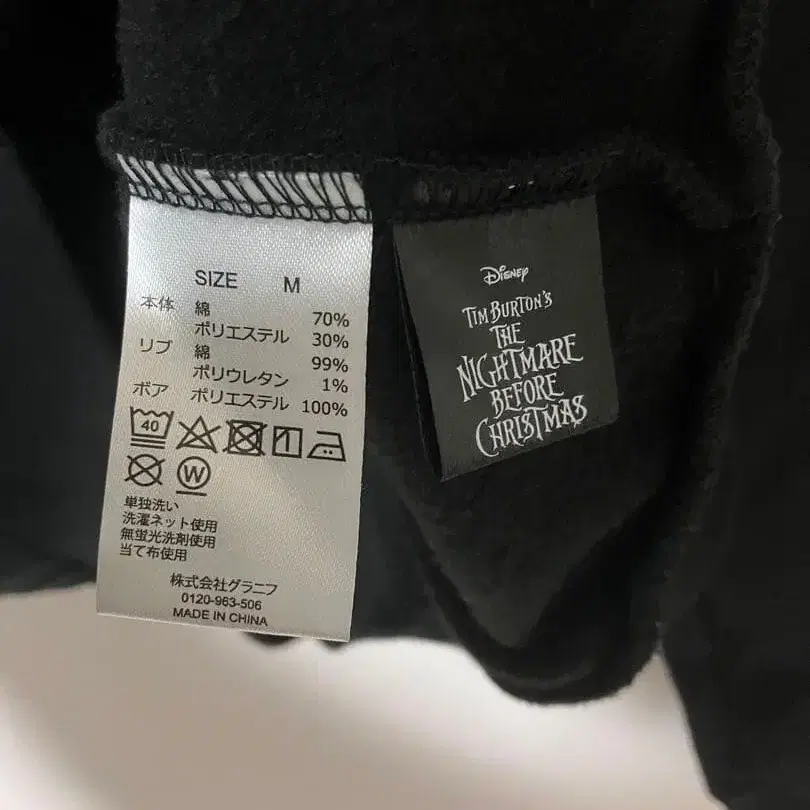 SIZE M
本体 綿 70%
ポリエステル 30%
リブ 綿 99%
ポリウレタン 1%
ボア ポリエステル 100%
40
W
単独洗い
洗濯ネット使用
無蛍光洗剤使用
当て布使用
株式会社グラニフ
0120-963-506
MADE IN CHINA
Disney
TIM BURTON'S
THE
NIGHTMARE
BEFORE
CHRISTMAS